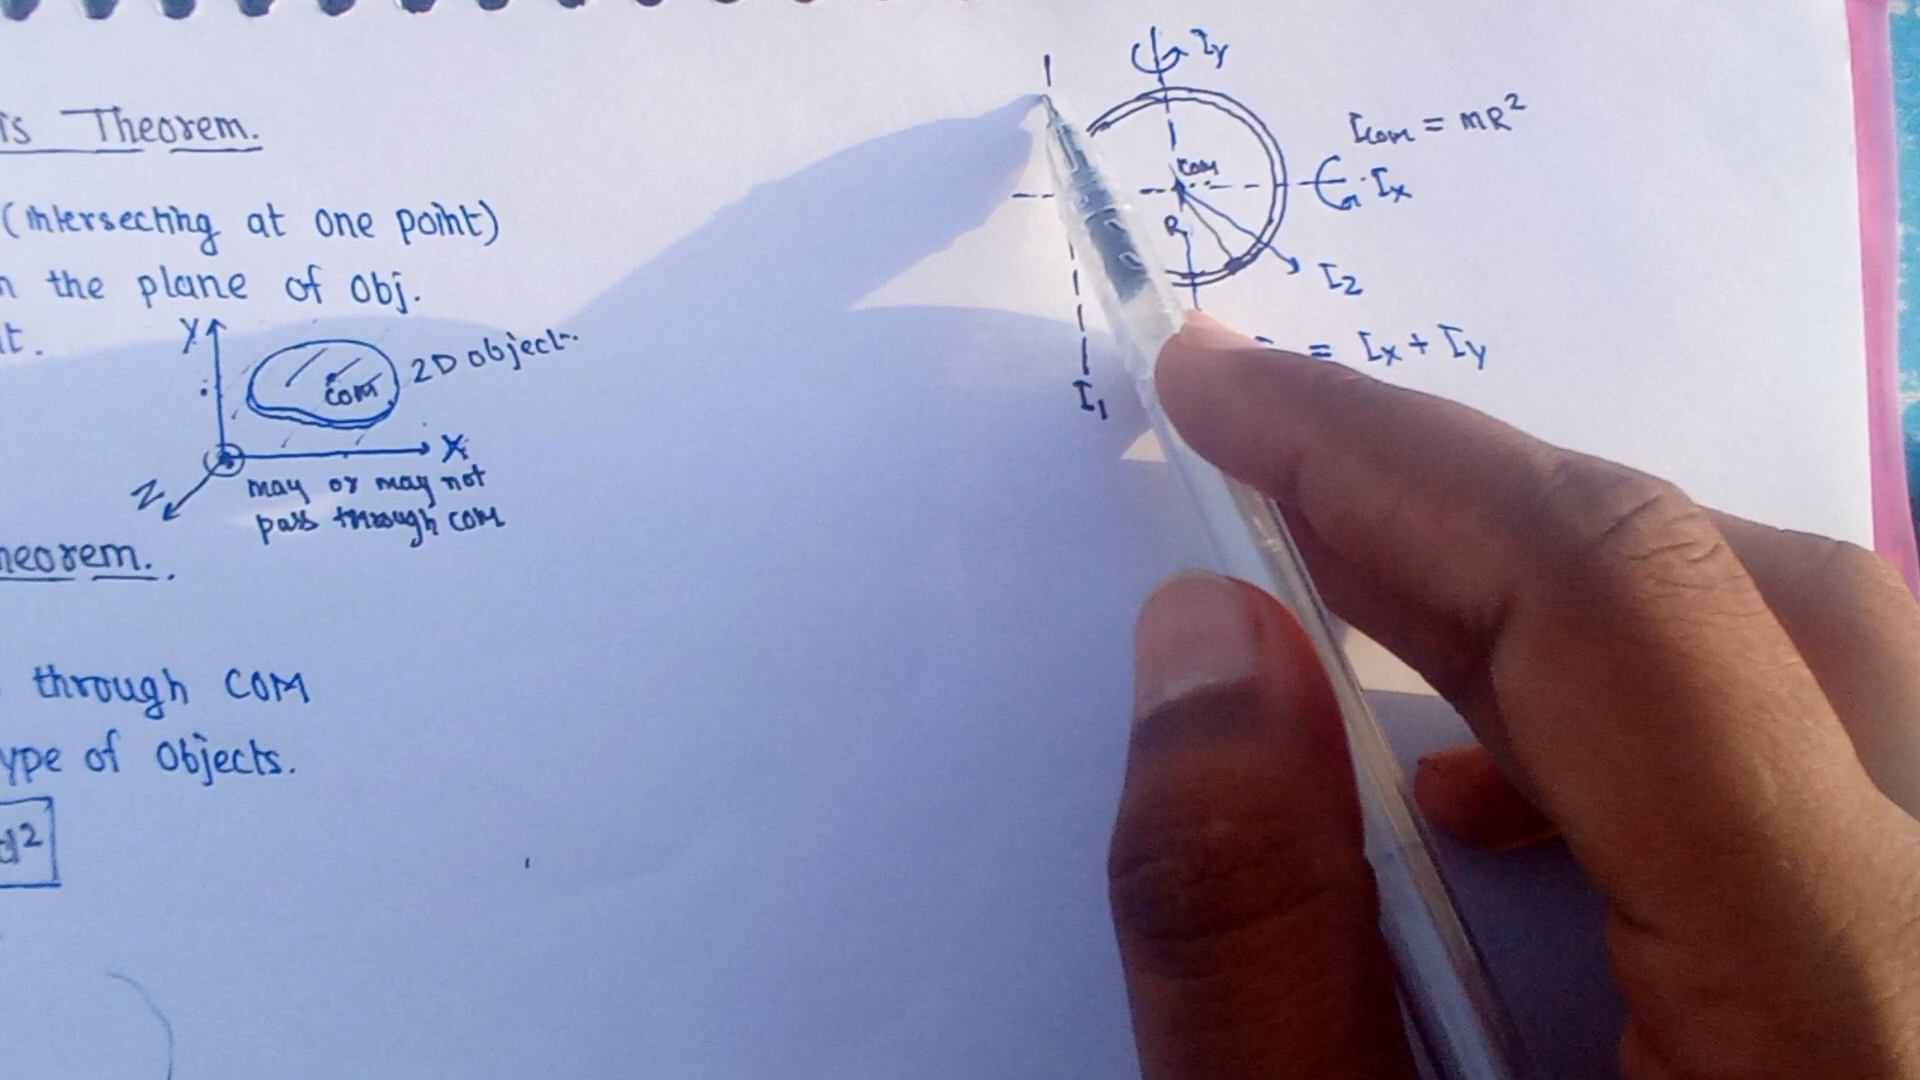 is Theorem.
(intersecting at one point)
n the plane of Obj.
t.
Y
COM
2D object.
X
Z
may or may not
pass through COM
heorem.
through COM
ype of Objects.
d²
Iy
Icom = mR²
COM
Ix
R
Iz
= Ix + Iy
I₁